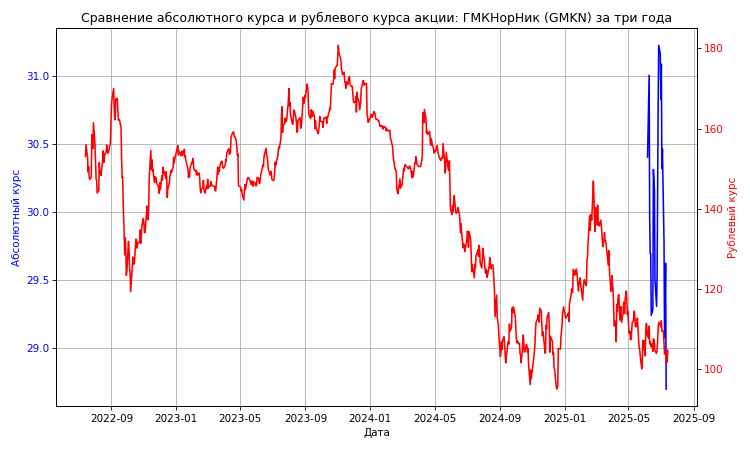 Сравнение абсолютного курса и рублевого курса акции: ГМКНорНик (GMKN) за три года
31.0
30.5
30.0
29.5
29.0
Абсолютный курс
180
160
140
120
100
Рублевый курс
2022-09 2023-01 2023-05 2023-09 2024-01 2024-05 2024-09 2025-01 2025-05 2025-09
Дата